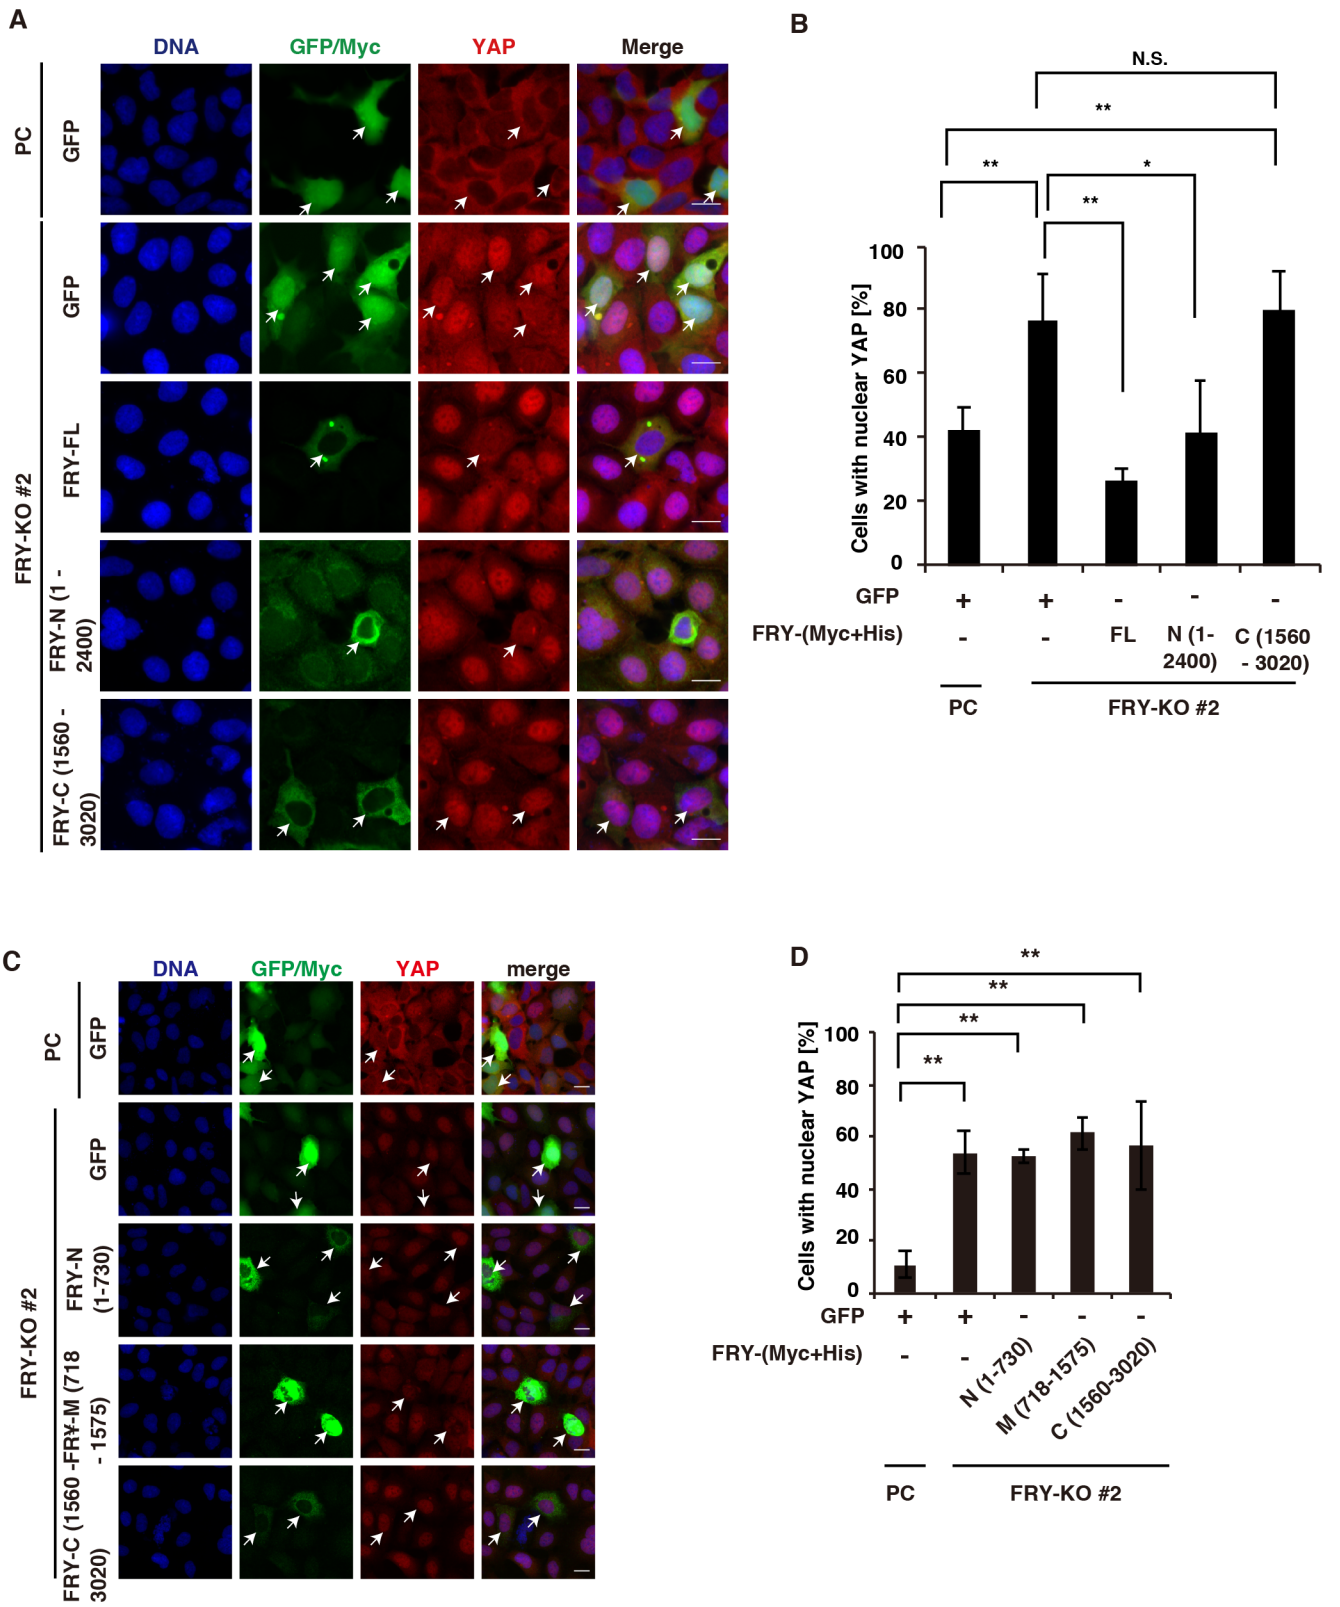 A
DNA
GFP/Myc
YAP
Merge
PC
GFP
FRY-KO #2
GFP
FRY-FL
FRY-N (1 -
2400)
FRY-C (1560 -
3020)
B
N.S.
**
**
*
**
Cells with nuclear YAP [%]
100
80
60
40
20
0
GFP
+
+
-
-
-
FRY-(Myc+His)
-
-
FL
N (1-
2400)
C (1560
- 3020)
PC
FRY-KO #2
C
DNA
GFP/Myc
YAP
merge
PC
GFP
FRY-KO #2
GFP
FRY-N
(1-730)
FRY-M (718
- 1575)
FRY-C (1560 -
3020)
D
**
**
**
**
Cells with nuclear YAP [%]
100
80
60
40
20
0
GFP
+
+
-
-
-
FRY-(Myc+His)
-
-
N (1-730)
M (718-1575)
C (1560-3020)
PC
FRY-KO #2